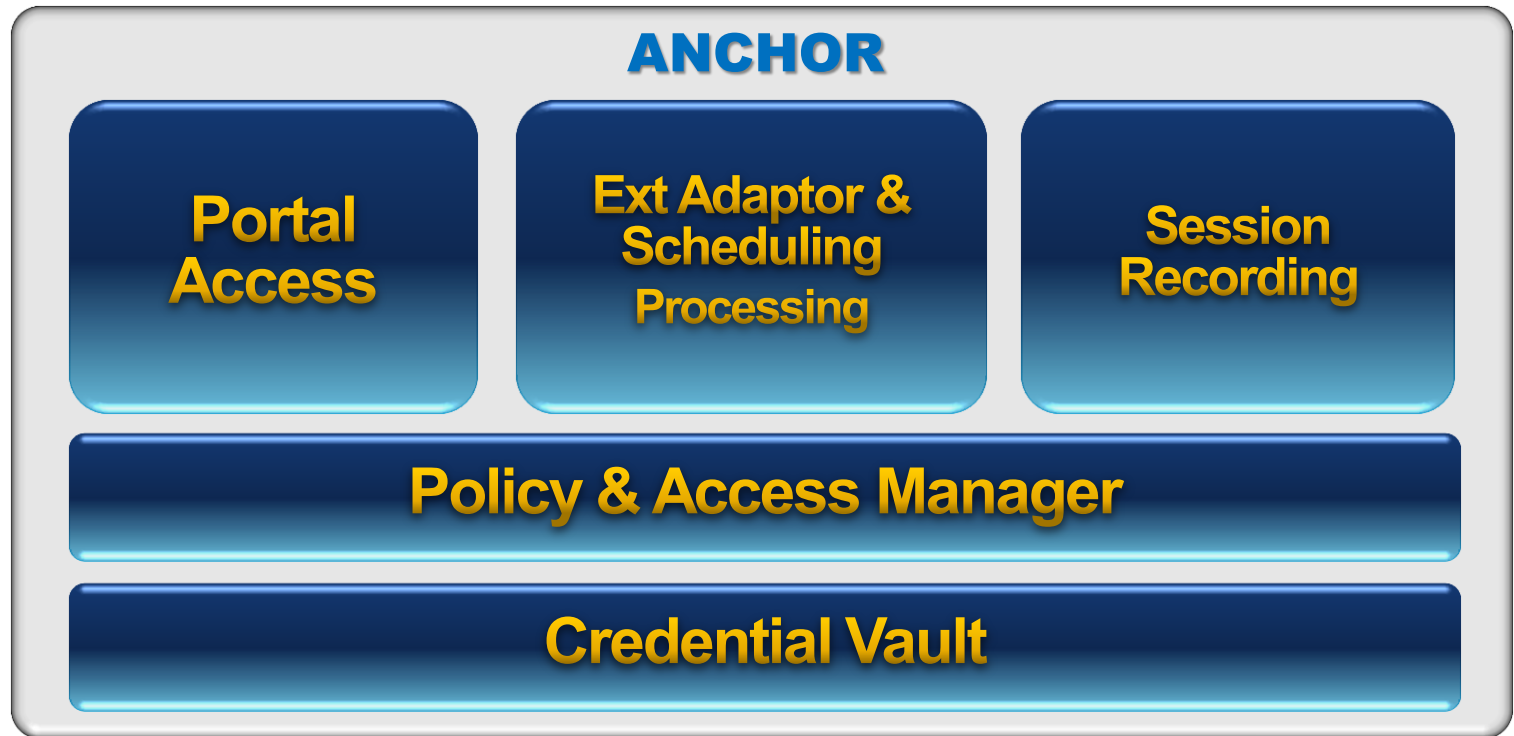 ANCHOR
Portal
Access
Ext Adaptor &
Scheduling
Processing
Session
Recording
Policy & Access Manager
Credential Vault